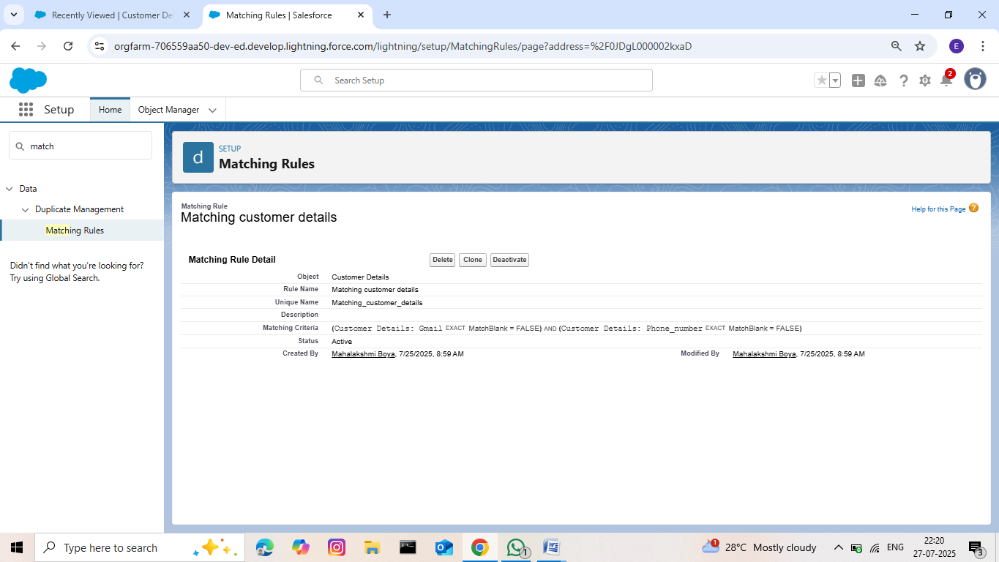 Recently Viewed | Customer De
Matching Rules | Salesforce
orgfarm-706559aa50-dev-ed.develop.lightning.force.com/lightning/setup/MatchingRules/page?address=%2F0JDgL000002kxaD
E
Search Setup
2
Setup
Home
Object Manager
match
Data
Duplicate Management
Matching Rules
Didn't find what you're looking for?
Try using Global Search.
d
SETUP
Matching Rules
Matching Rule
Matching customer details
Help for this Page ?
Matching Rule Detail
Delete
Clone
Deactivate
Object Customer Details
Rule Name Matching customer details
Unique Name Matching_customer_details
Description
Matching Criteria (Customer Details: Gmail EXACT MatchBlank = FALSE) AND (Customer Details: Phone_number EXACT MatchBlank = FALSE)
Status Active
Created By Mahalakshmi Boya, 7/25/2025, 8:59 AM
Modified By Mahalakshmi Boya, 7/25/2025, 8:59 AM
Type here to search
1
1
28°C Mostly cloudy
ENG
22:20
27-07-2025
3